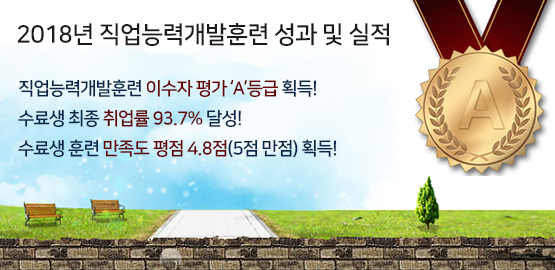 2018년 직업능력개발훈련 성과 및 실적
직업능력개발훈련 이수자 평가 ‘A’등급 획득!
수료생 최종 취업률 93.7% 달성!
수료생 훈련 만족도 평점 4.8점(5점 만점) 획득!
A